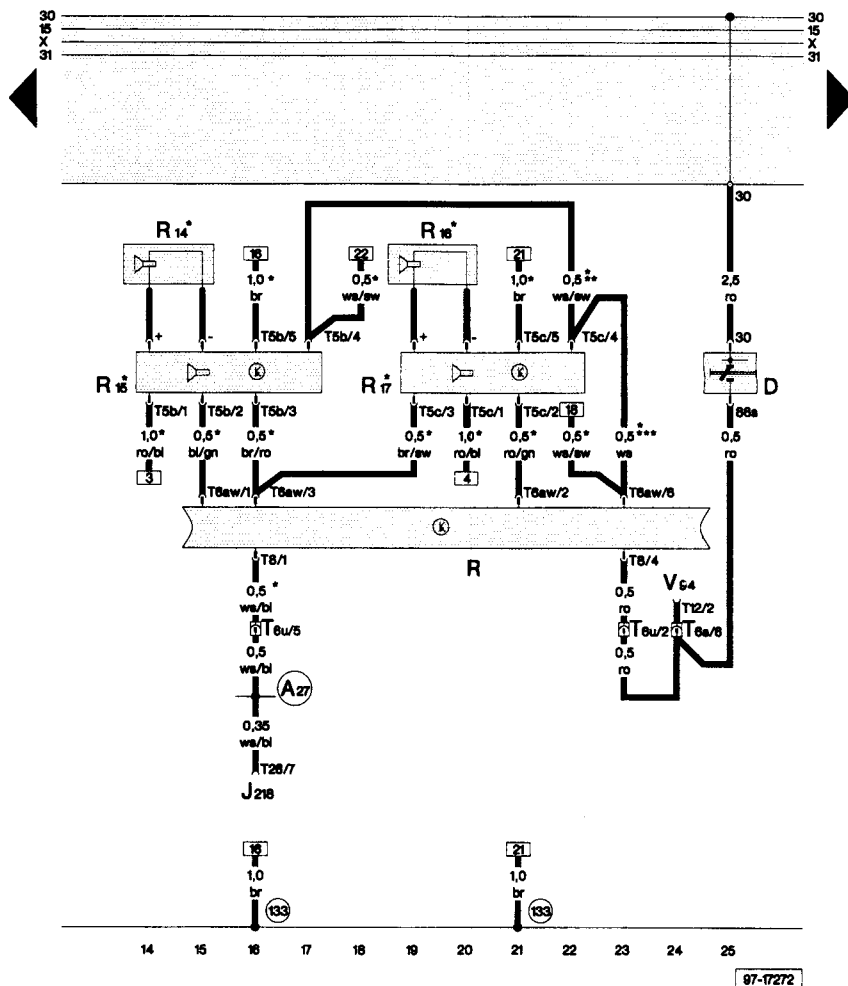 30 30
15 15
X X
31 31
30
R14* 16 22 R16* 21
1,0* 0,5* 1,0* 0,5* ** 2,5
br ws/sw br ws/sw ro
+ - T5b/5 T5b/4 + - T5c/5 T5c/4 30
R15* K R17* K D
T5b/1 T5b/2 T5b/3 T5c/3 T5c/1 T5c/2 18 86s
1,0* 0,5* 0,5* 0,5* 1,0* 0,5* 0,5* 0,5* *** 0,5
ro/bl bl/gn br/ro br/sw ro/bl ro/gn ws/sw ws ro
3 4
T6aw/1 T6aw/3 T6aw/2 T6aw/6
K
T8/1 R T8/4
0,5 * 0,5 V94
ws/bl ro T12/2
T6u/5 T6u/2 T6s/6
0,5 0,5
ws/bl ro
A27
0,35
ws/bl
T26/7
J218
16 21
1,0 1,0
br br
133 133
14 15 16 17 18 19 20 21 22 23 24 25
97-17272